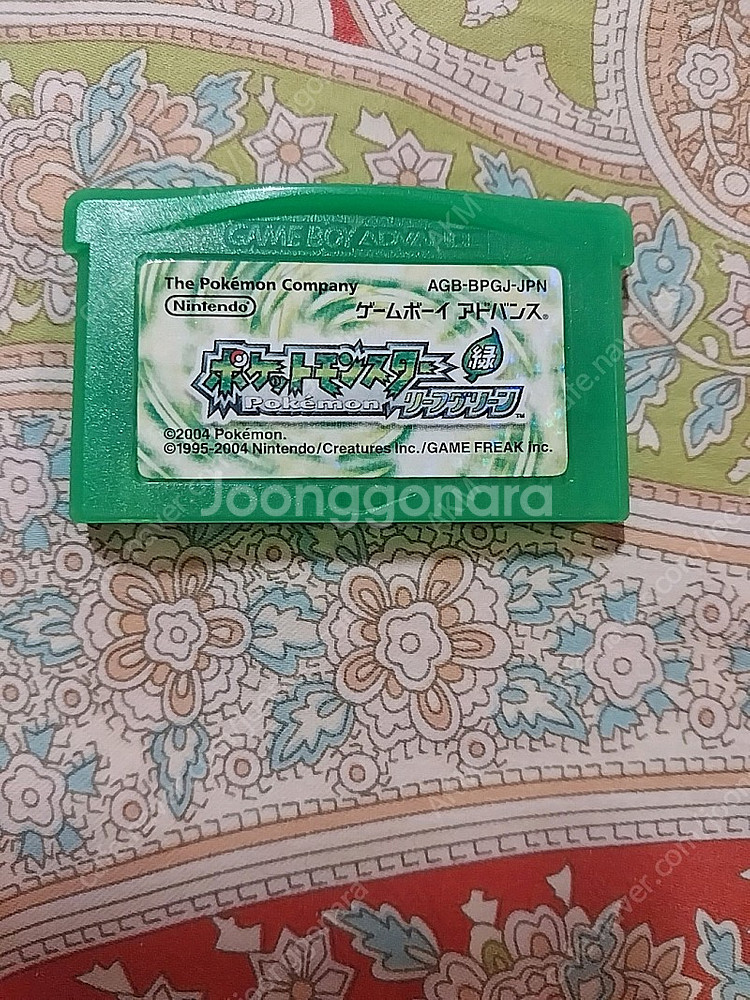 GAME BOY ADVANCE
The Pokémon Company
AGB-BPGJ-JPN
Nintendo
ゲームボーイ アドバンス®
ポケットモンスター
緑
Pokémon
リーフグリーン™
©2004 Pokémon.
©1995-2004 Nintendo/Creatures inc./GAME FREAK inc.
Joonggonara